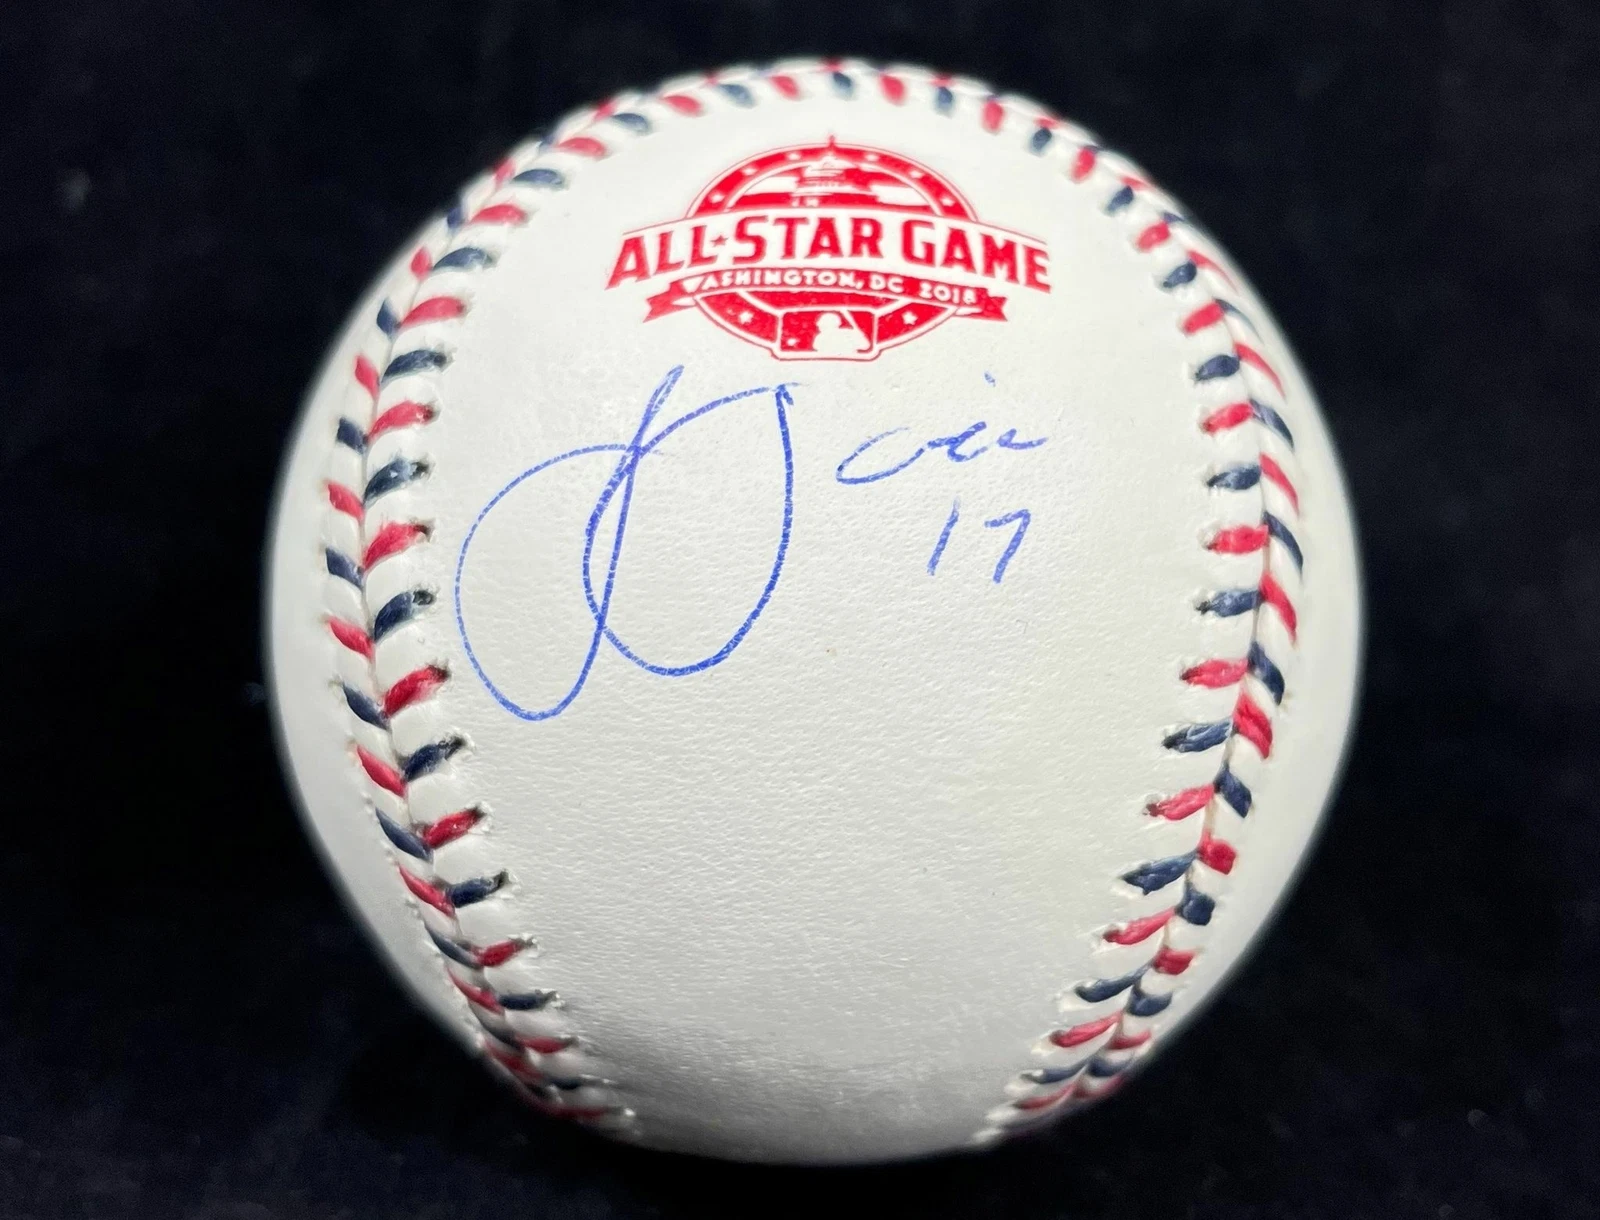 ALL★STAR GAME
WASHINGTON, DC 2018
17